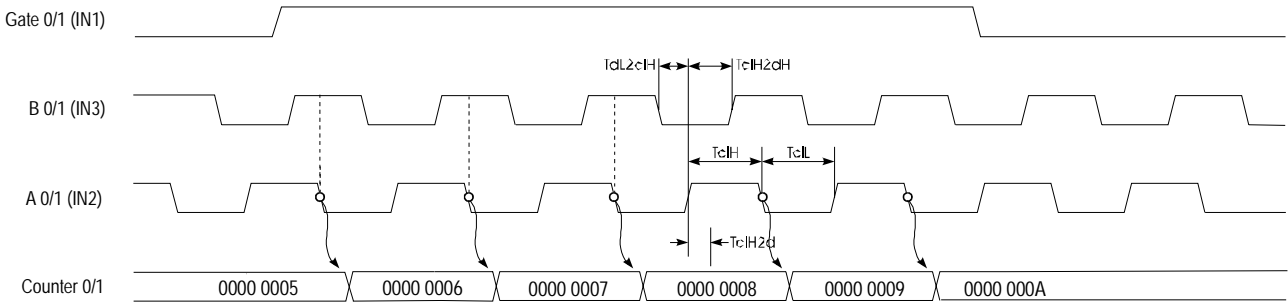 Gate 0/1 (IN1)
TdL2clH TclH2dH
B 0/1 (IN3)
TclH TclL
A 0/1 (IN2)
TclH2d
Counter 0/1 0000 0005 0000 0006 0000 0007 0000 0008 0000 0009 0000 000A